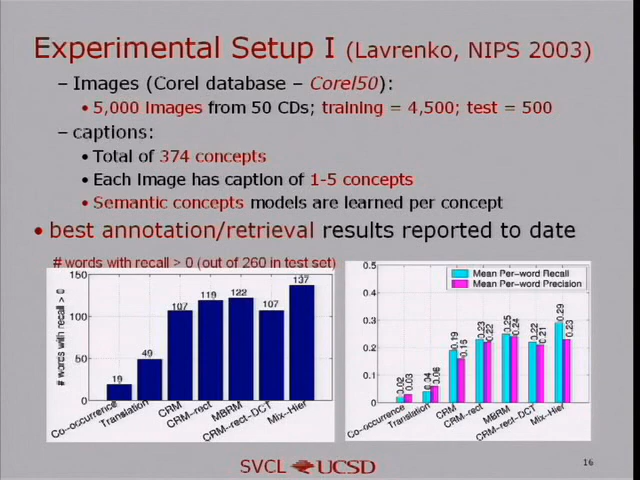 Experimental Setup I (Lavrenko, NIPS 2003)
– Images (Corel database – Corel50):
• 5,000 images from 50 CDs; training = 4,500; test = 500
– captions:
• Total of 374 concepts
• Each image has caption of 1-5 concepts
• Semantic concepts models are learned per concept
• best annotation/retrieval results reported to date
# words with recall > 0 (out of 260 in test set)
# words with recall > 0
150
100
50
0
19
49
107
119
122
107
137
Co-occurrence
Translation
CRM
CRM-rect
MBRM
CRM-rect-DCT
Mix-Hier
Mean Per-word Recall
Mean Per-word Precision
0.5
0.4
0.3
0.2
0.1
0
0.02
0.03
0.04
0.06
0.19
0.16
0.23
0.22
0.25
0.24
0.22
0.21
0.29
0.23
Co-occurrence
Translation
CRM
CRM-rect
MBRM
CRM-rect-DCT
Mix-Hier
SVCL UCSD
16